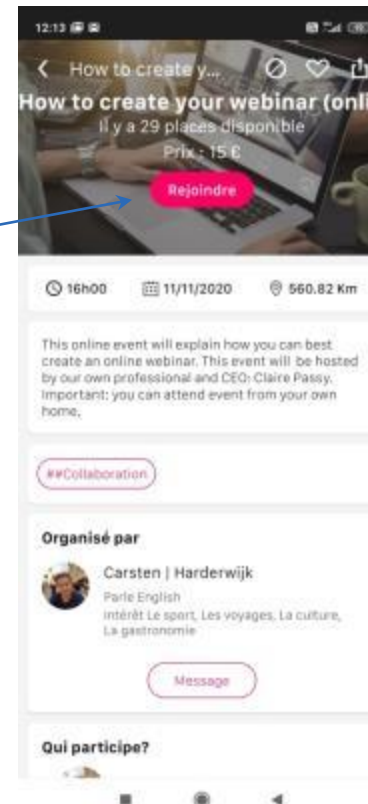 12:13
How to create y...
How to create your webinar (onli
Il y a 29 places disponible
Prix : 15 €
Rejoindre
16h00 11/11/2020 560.82 Km
This online event will explain how you can best
create an online webinar. This event will be hosted
by our own professional and CEO: Claire Passy.
Important: you can attend event from your own
home.
##Collaboration
Organisé par
Carsten | Harderwijk
Parle English
Intérêt Le sport, Les voyages, La culture,
La gastronomie
Message
Qui participe?